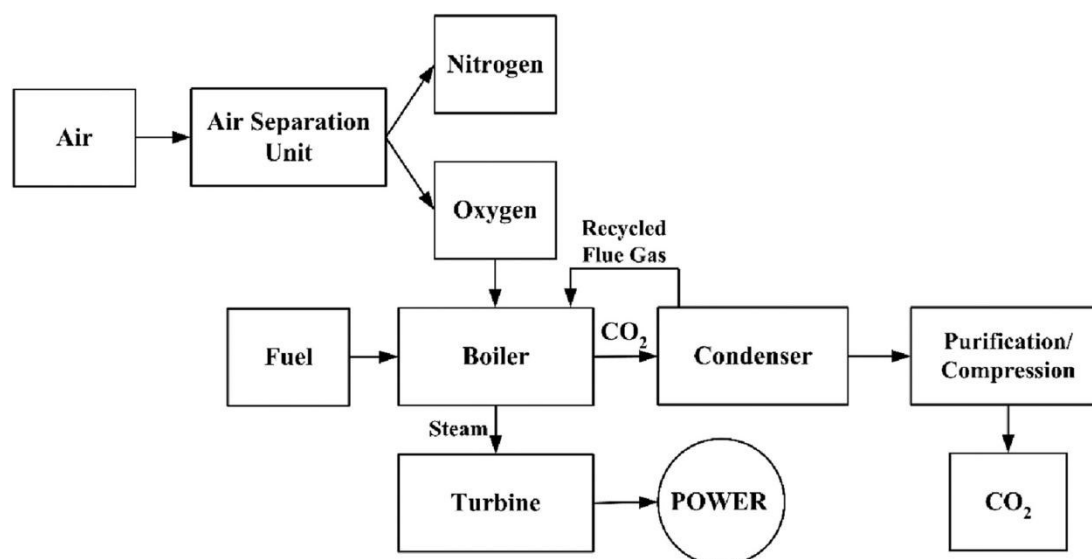 Nitrogen
Air
Air Separation
Unit
Oxygen
Recycled
Flue Gas
Fuel
Boiler
CO₂
Condenser
Purification/
Compression
Steam
Turbine
POWER
CO₂